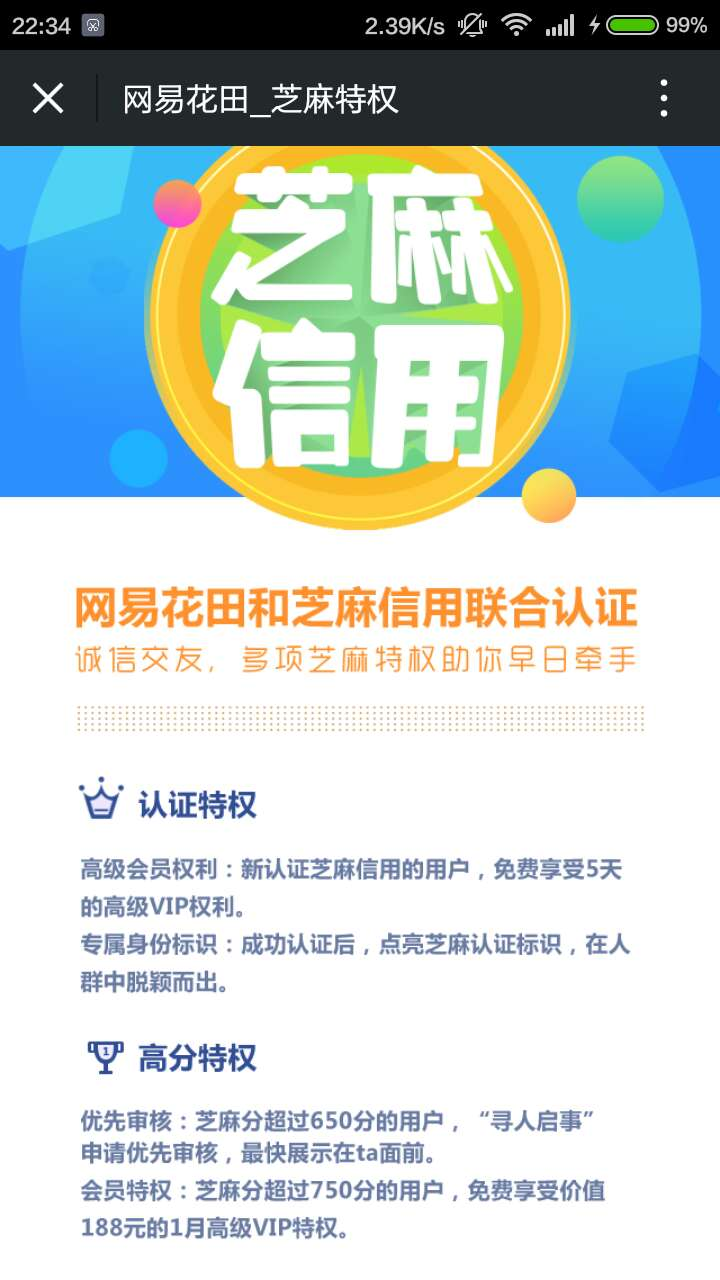 22:34 2.39K/s 99%
网易花田_芝麻特权
芝麻
信用
网易花田和芝麻信用联合认证
诚信交友，多项芝麻特权助你早日牵手
认证特权
高级会员权利：新认证芝麻信用的用户，免费享受5天
的高级VIP权利。
专属身份标识：成功认证后，点亮芝麻认证标识，在人
群中脱颖而出。
1
高分特权
优先审核：芝麻分超过650分的用户，“寻人启事”
申请优先审核，最快展示在ta面前。
会员特权：芝麻分超过750分的用户，免费享受价值
188元的1月高级VIP特权。